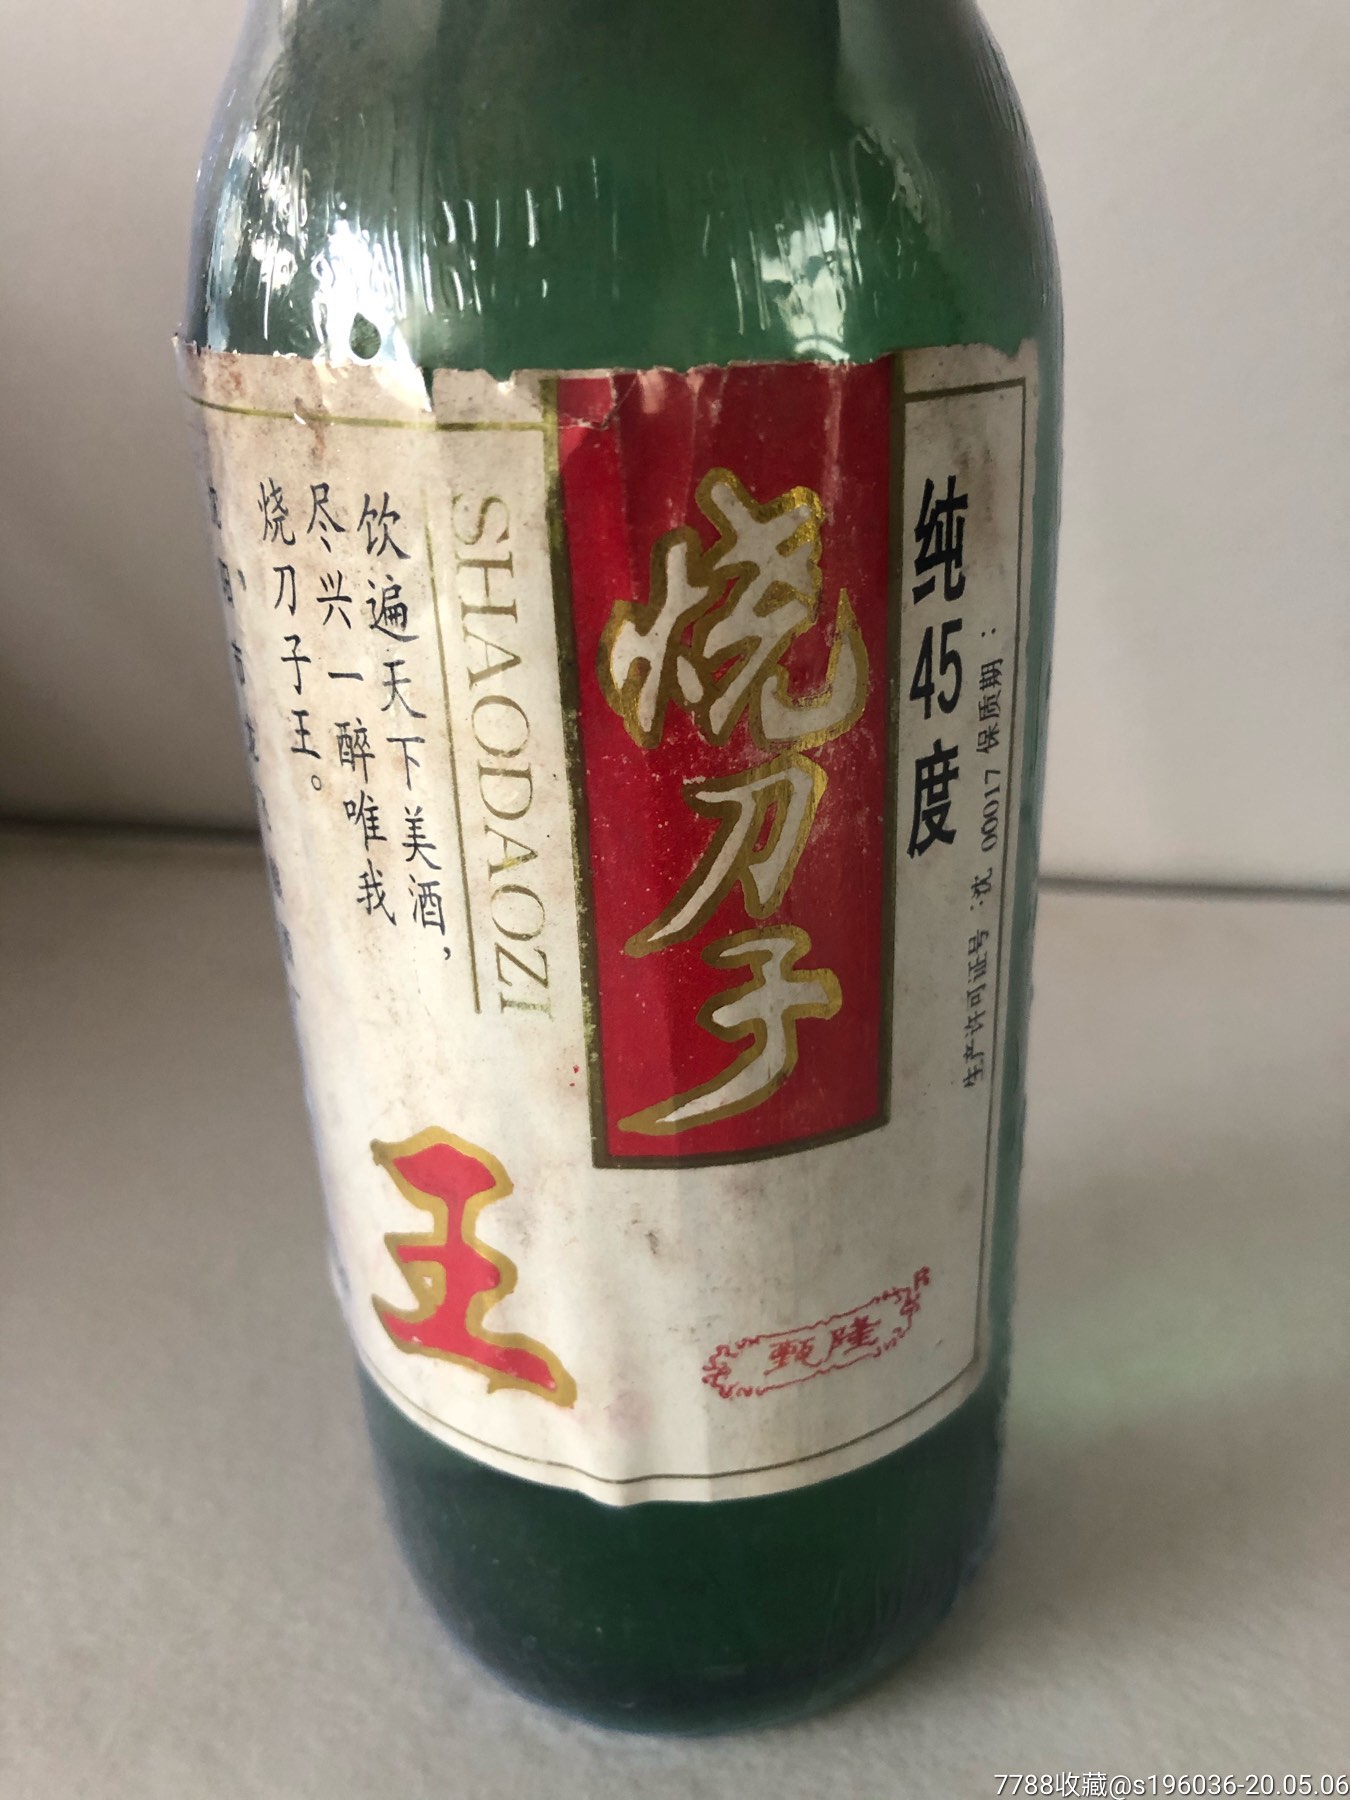 纯45度
生产许可证号:沈 00017 保质期:
烧刀子
SHAODAOZI
饮遍天下美酒,
尽兴一醉唯我
烧刀子王。
王
甄隆
7788收藏@s196036-20.05.06